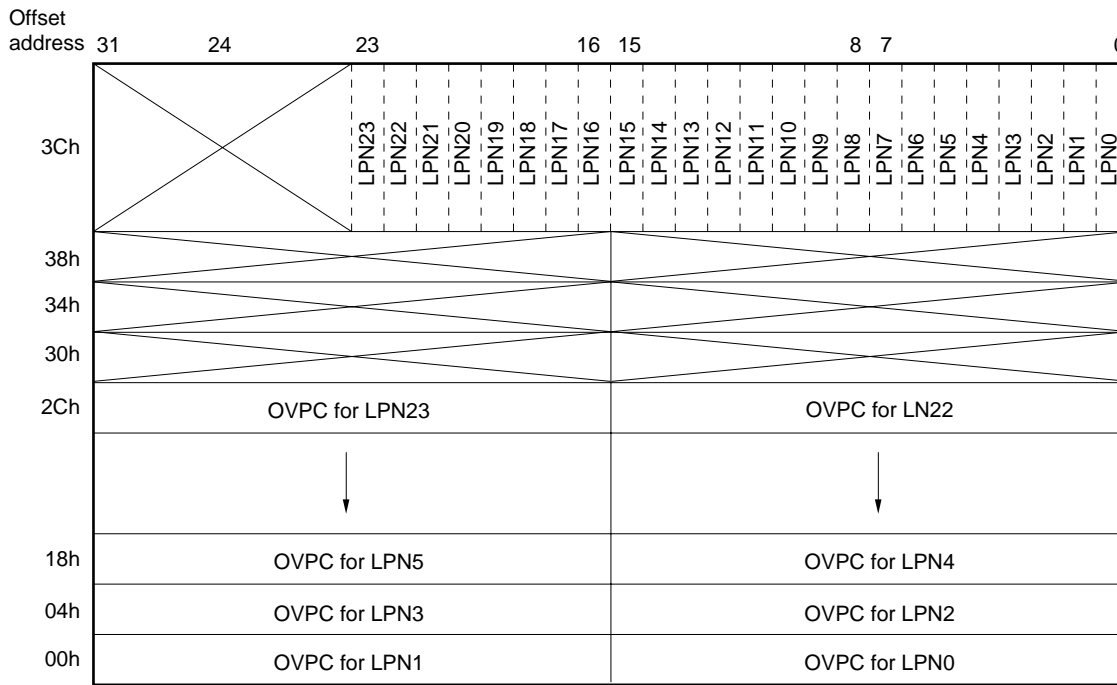 Offset
address 31 24 23 16 15 8 7 0
3Ch LPN23 LPN22 LPN21 LPN20 LPN19 LPN18 LPN17 LPN16 LPN15 LPN14 LPN13 LPN12 LPN11 LPN10 LPN9 LPN8 LPN7 LPN6 LPN5 LPN4 LPN3 LPN2 LPN1 LPN0
38h
34h
30h
2Ch OVPC for LPN23 OVPC for LN22
18h OVPC for LPN5 OVPC for LPN4
04h OVPC for LPN3 OVPC for LPN2
00h OVPC for LPN1 OVPC for LPN0